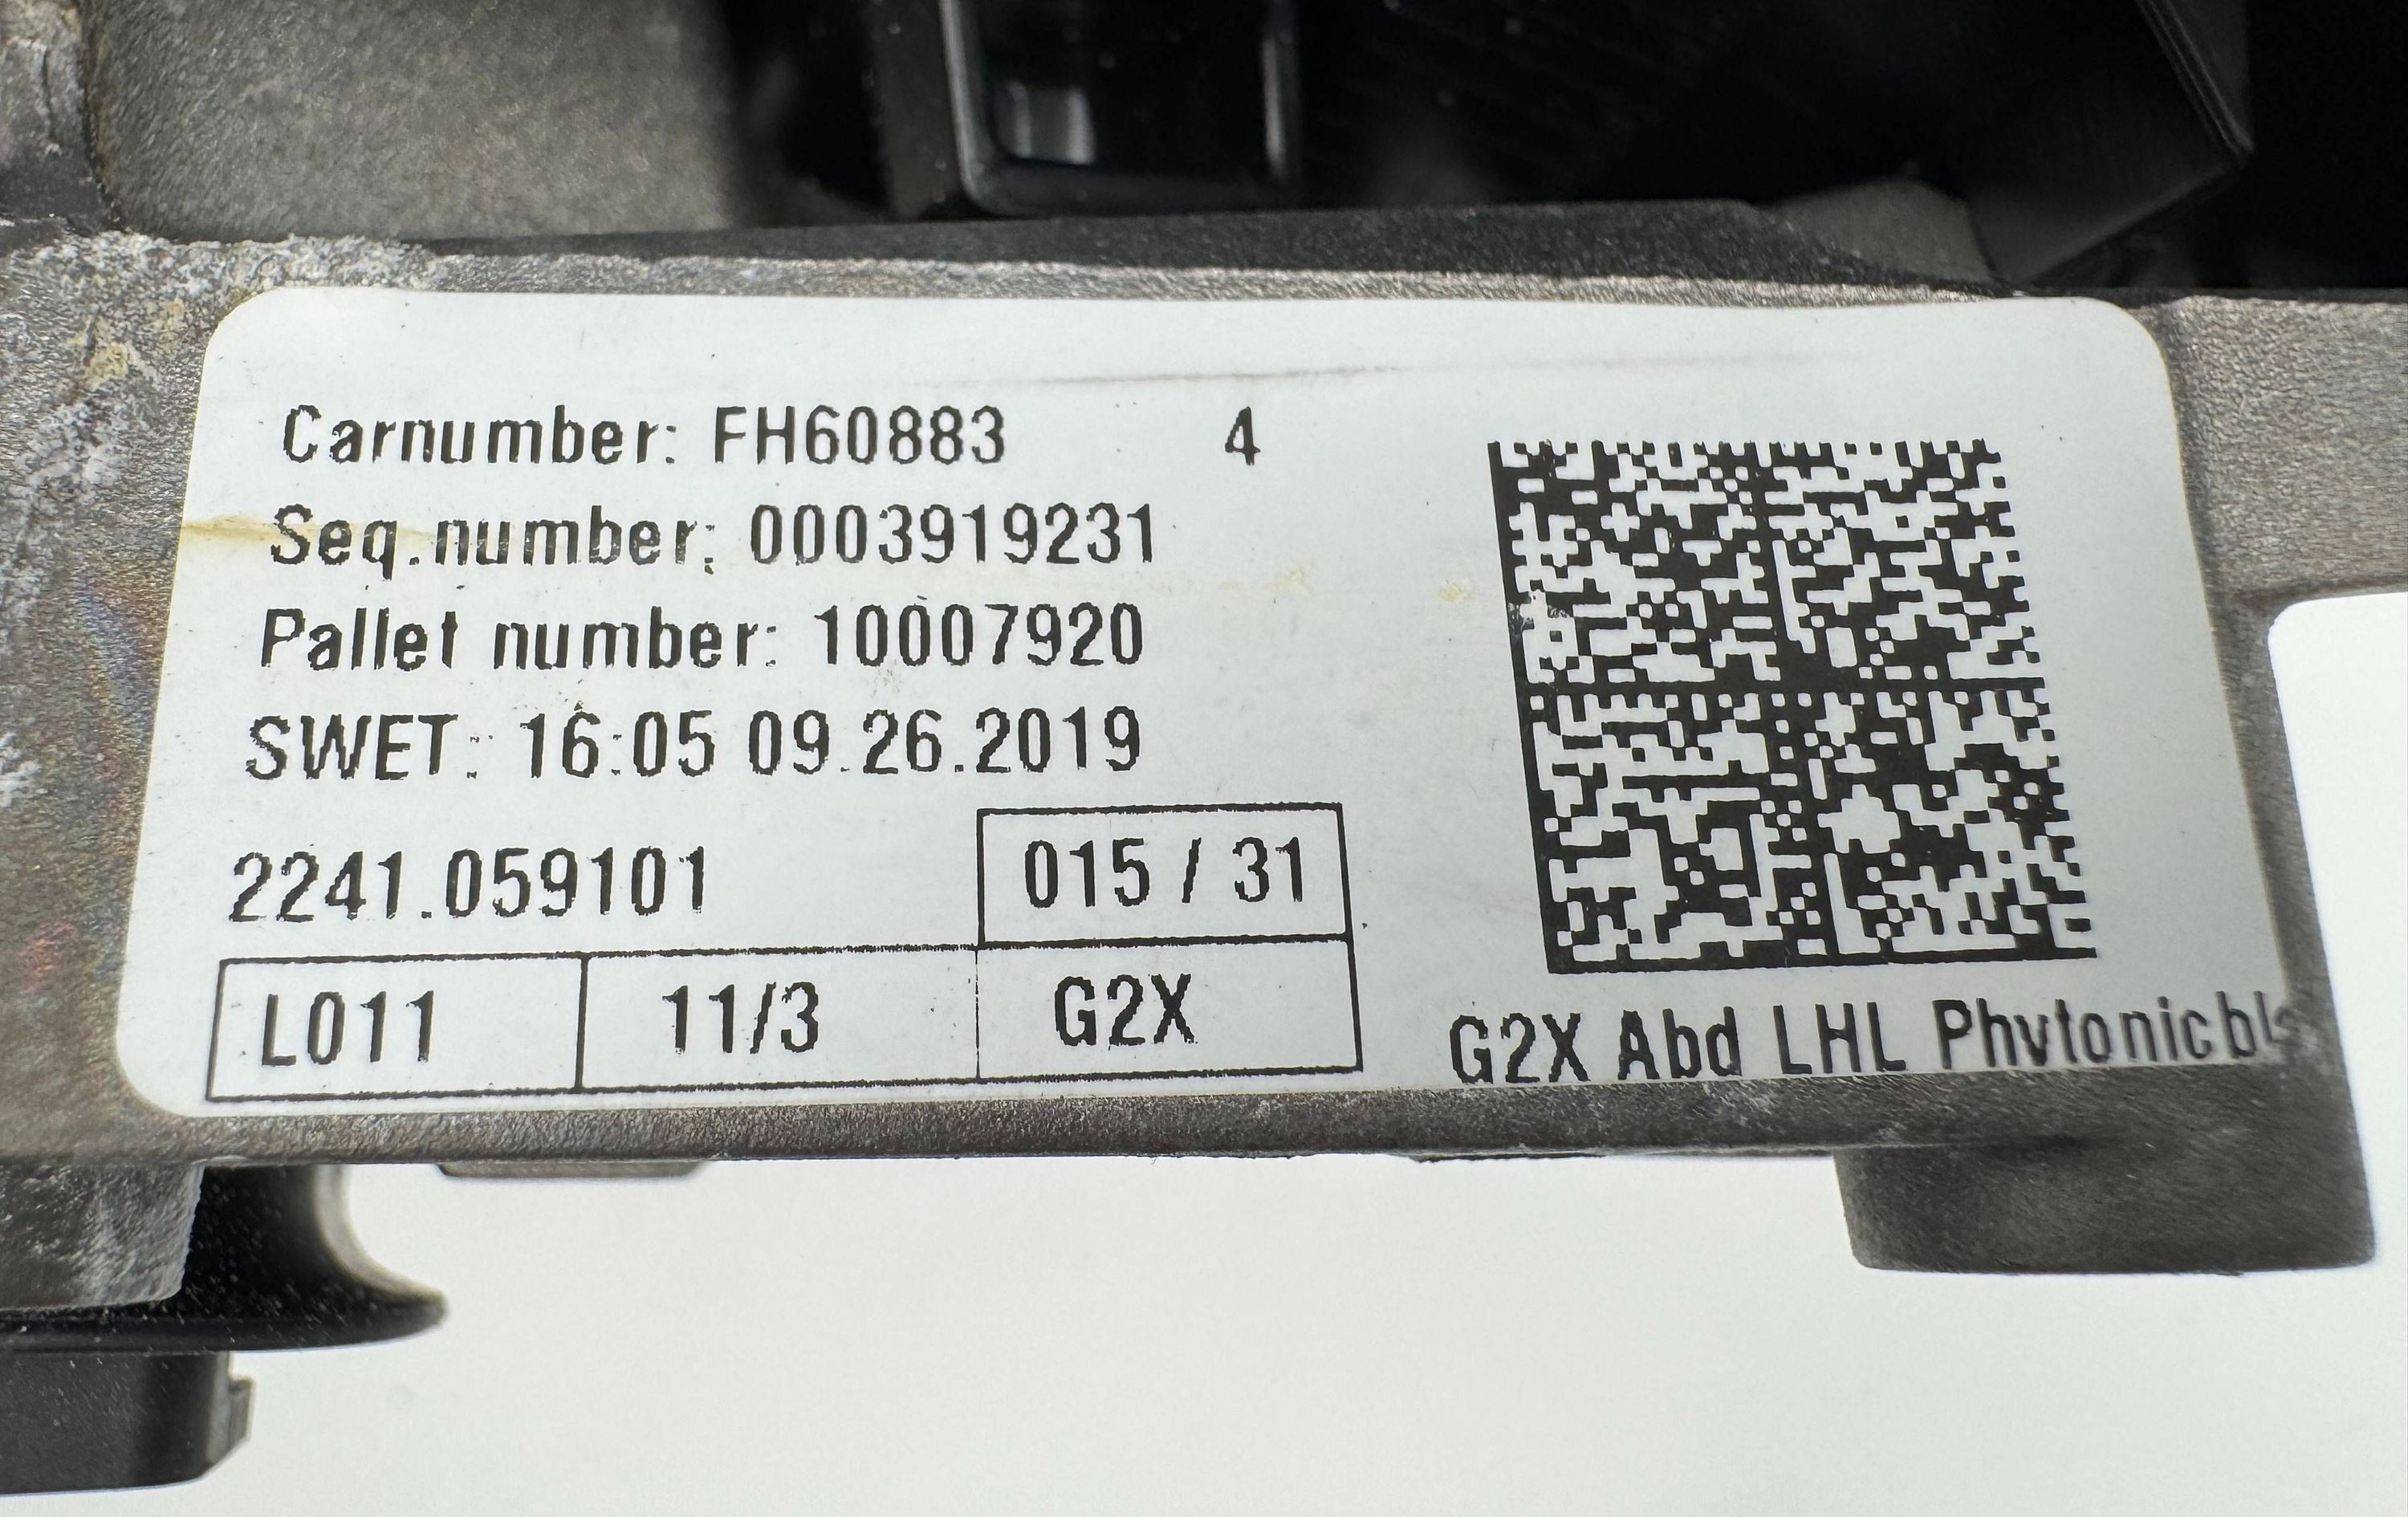 Carnumber: FH60883 4
Seq.number: 0003919231
Pallet number: 10007920
SWET: 16:05 09.26.2019
2241.059101
015 / 31
L011 11/3 G2X
G2X Abd LHL